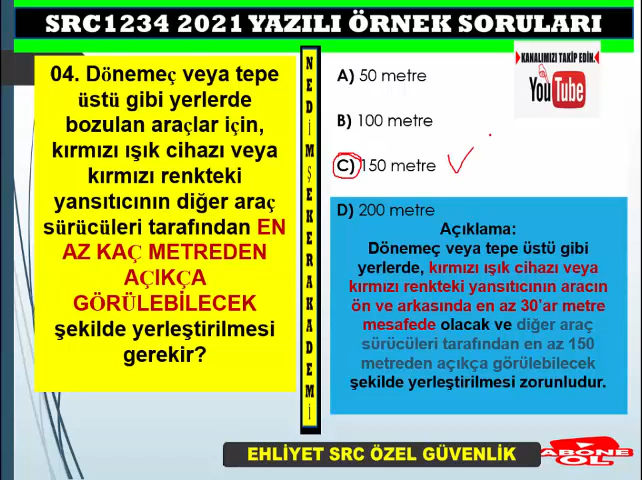 SRC1234 2021 YAZILI ÖRNEK SORULARI
04. Dönemeç veya tepe
üstü gibi yerlerde
bozulan araçlar için,
kırmızı ışık cihazı veya
kırmızı renkteki
yansıtıcının diğer araç
sürücüleri tarafından EN
AZ KAÇ METREDEN
AÇIKÇA
GÖRÜLEBİLECEK
şekilde yerleştirilmesi
gerekir?
NEDİMŞEKERAKADEMİ
A) 50 metre
B) 100 metre
C) 150 metre
D) 200 metre
KANALIMIZI TAKİP EDİN.
YouTube
Açıklama:
Dönemeç veya tepe üstü gibi
yerlerde, kırmızı ışık cihazı veya
kırmızı renkteki yansıtıcının aracın
ön ve arkasında en az 30’ar metre
mesafede olacak ve diğer araç
sürücüleri tarafından en az 150
metreden açıkça görülebilecek
şekilde yerleştirilmesi zorunludur.
EHLİYET SRC ÖZEL GÜVENLİK
ABONE
OL